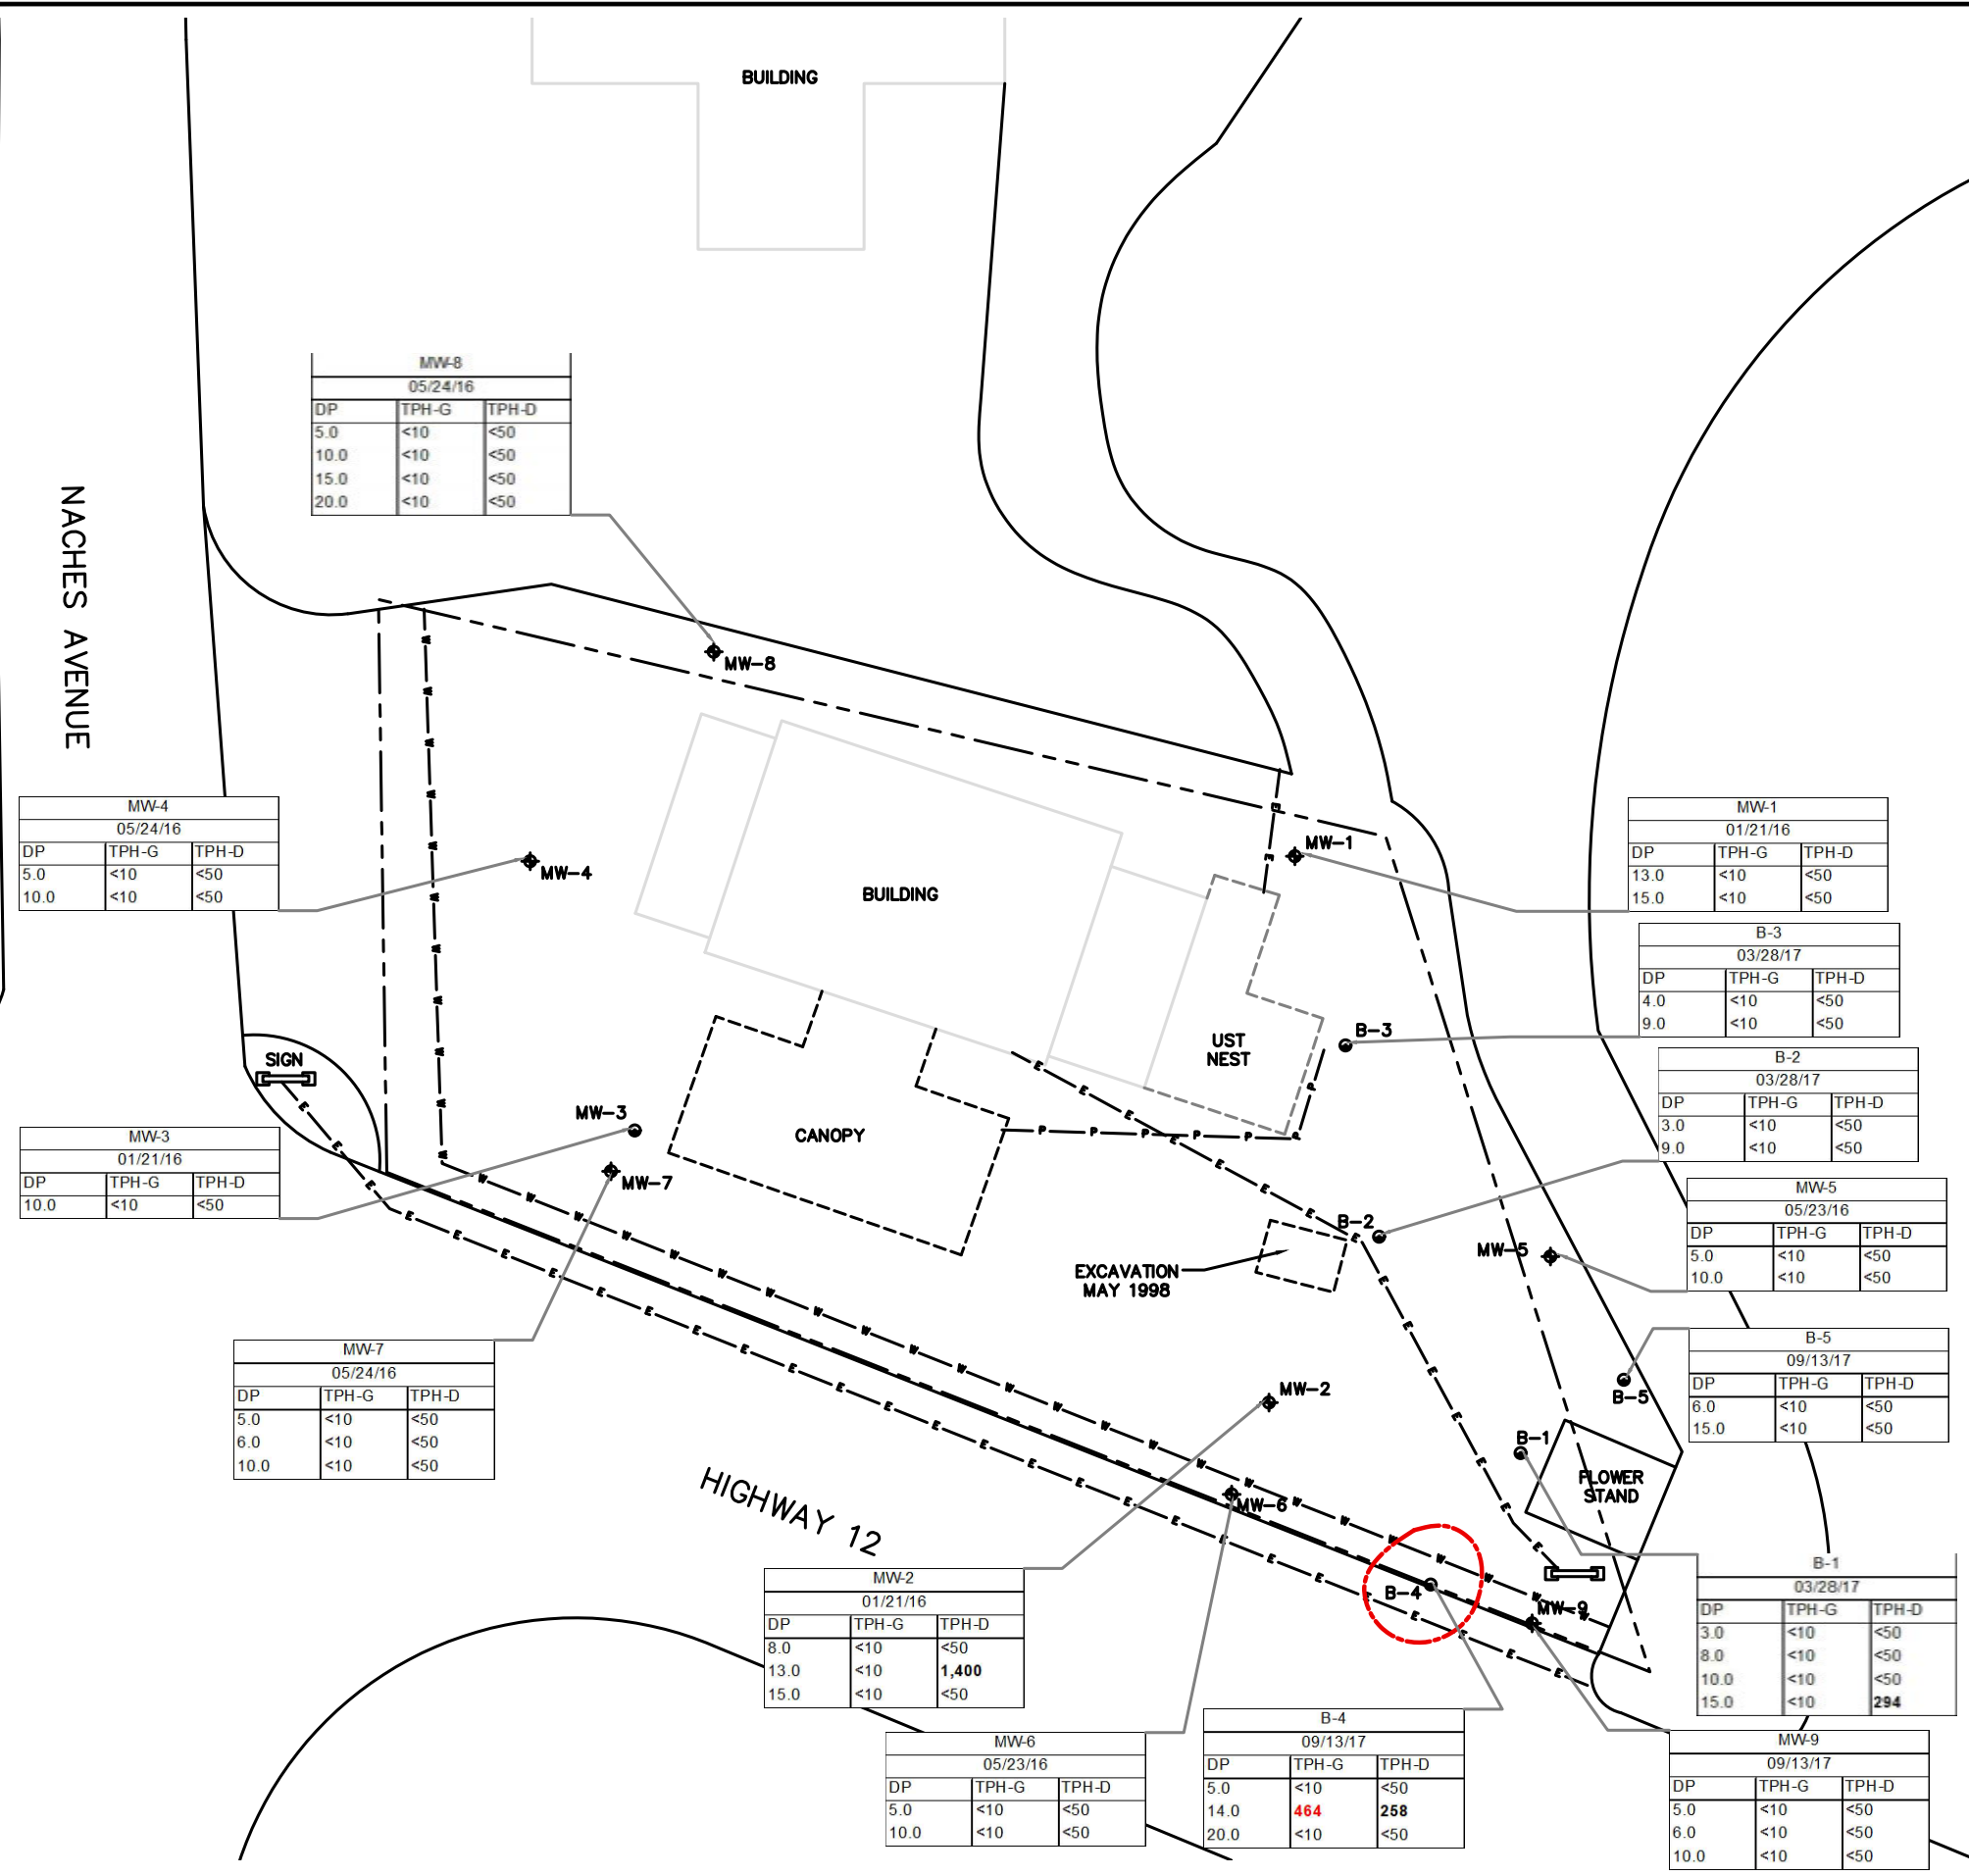 BUILDING
MW-8
05/24/16
DP TPH-G TPH-D
5.0 <10 <50
10.0 <10 <50
15.0 <10 <50
20.0 <10 <50
NACHES AVENUE
MW-8
MW-4
05/24/16
DP TPH-G TPH-D
5.0 <10 <50
10.0 <10 <50
MW-4
BUILDING
MW-1
MW-1
01/21/16
DP TPH-G TPH-D
13.0 <10 <50
15.0 <10 <50
B-3
03/28/17
DP TPH-G TPH-D
4.0 <10 <50
9.0 <10 <50
SIGN
UST
NEST
B-3
B-2
03/28/17
DP TPH-G TPH-D
3.0 <10 <50
9.0 <10 <50
MW-3
CANOPY
MW-3
01/21/16
DP TPH-G TPH-D
10.0 <10 <50
MW-7
MW-5
05/23/16
DP TPH-G TPH-D
5.0 <10 <50
10.0 <10 <50
B-2
MW-5
EXCAVATION
MAY 1998
MW-7
05/24/16
DP TPH-G TPH-D
5.0 <10 <50
6.0 <10 <50
10.0 <10 <50
B-5
09/13/17
DP TPH-G TPH-D
6.0 <10 <50
15.0 <10 <50
MW-2
B-5
B-1
FLOWER
STAND
HIGHWAY 12
MW-6
B-4
MW-9
MW-2
01/21/16
DP TPH-G TPH-D
8.0 <10 <50
13.0 <10 1,400
15.0 <10 <50
B-1
03/28/17
DP TPH-G TPH-D
3.0 <10 <50
8.0 <10 <50
10.0 <10 <50
15.0 <10 294
MW-6
05/23/16
DP TPH-G TPH-D
5.0 <10 <50
10.0 <10 <50
B-4
09/13/17
DP TPH-G TPH-D
5.0 <10 <50
14.0 464 258
20.0 <10 <50
MW-9
09/13/17
DP TPH-G TPH-D
5.0 <10 <50
6.0 <10 <50
10.0 <10 <50